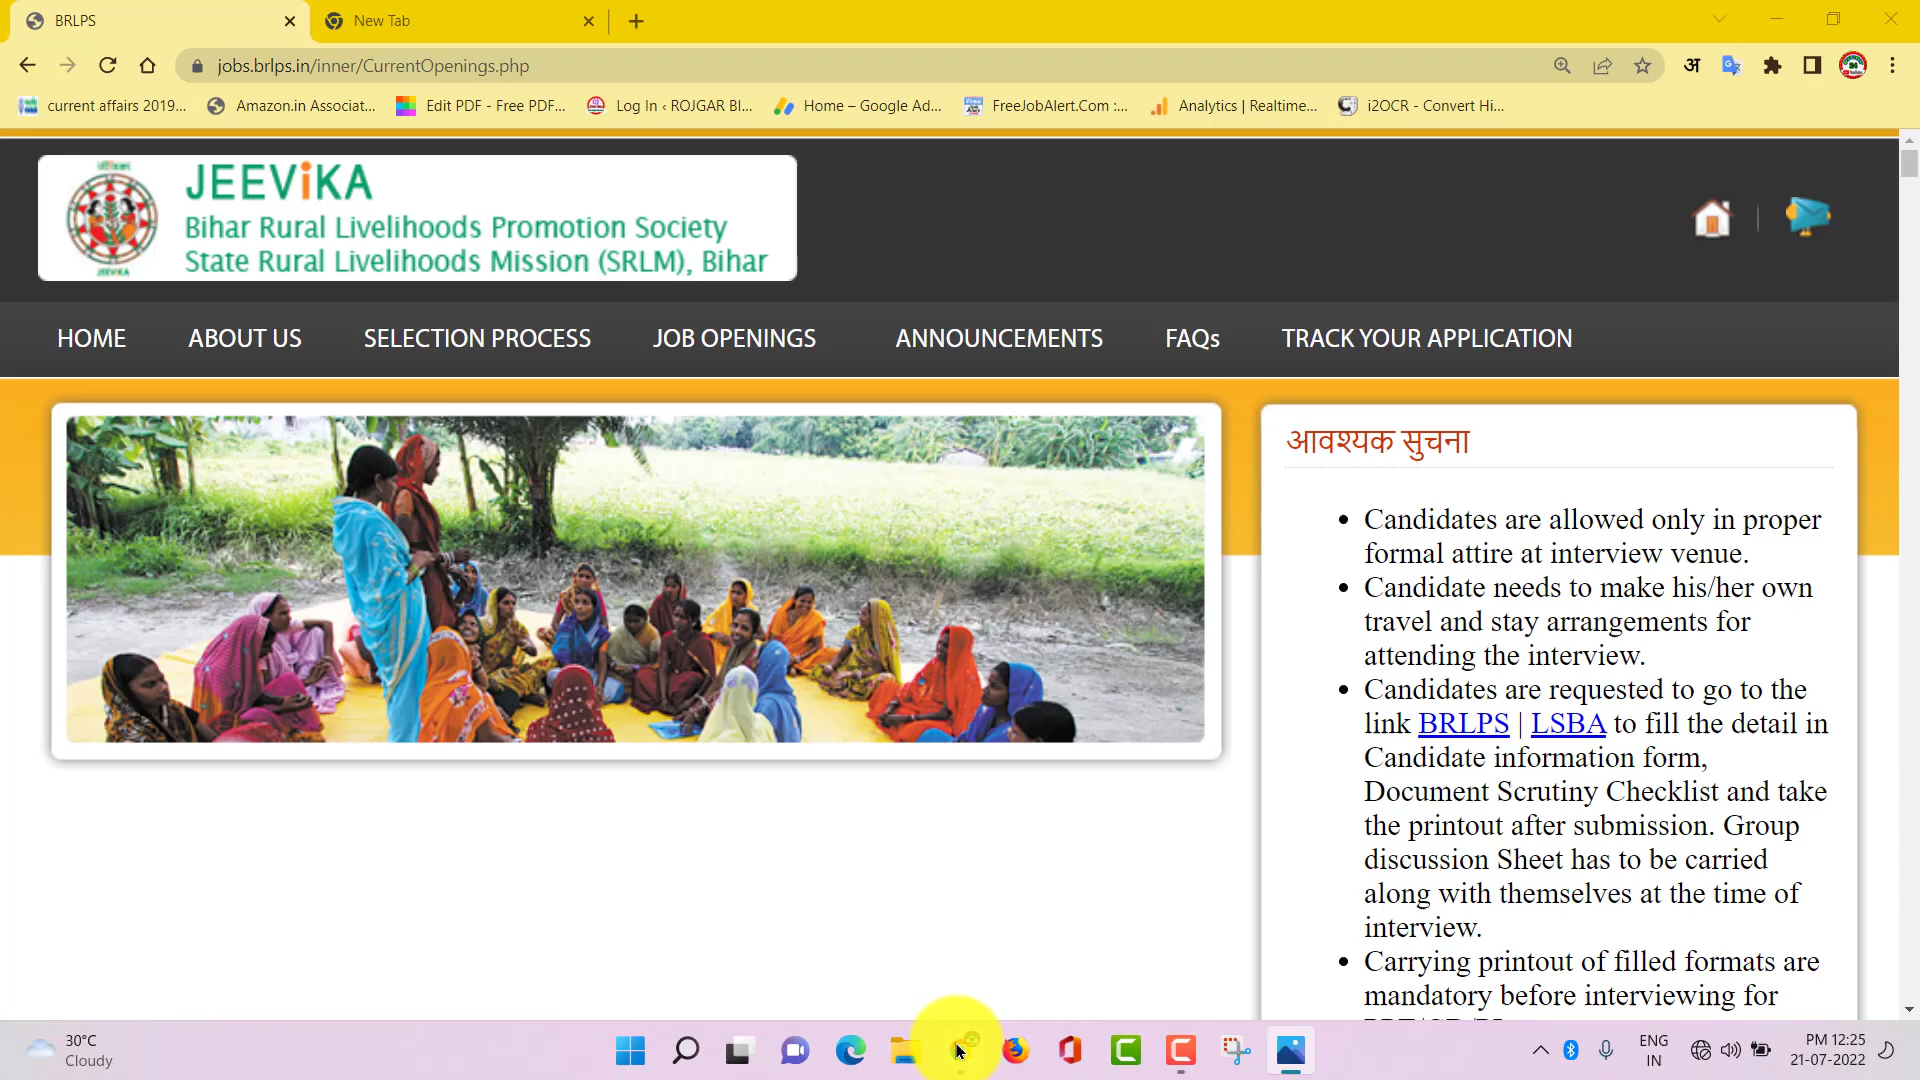 BRLPS
New Tab
jobs.brlps.in/inner/CurrentOpenings.php
अ
current affairs 2019...
Amazon.in Associat...
Edit PDF - Free PDF...
Log In ‹ ROJGAR BI...
Home – Google Ad...
FreeJobAlert.Com :...
Analytics | Realtime...
i2OCR - Convert Hi...
JEEViKA
Bihar Rural Livelihoods Promotion Society
State Rural Livelihoods Mission (SRLM), Bihar
HOME
ABOUT US
SELECTION PROCESS
JOB OPENINGS
ANNOUNCEMENTS
FAQs
TRACK YOUR APPLICATION
आवश्यक सुचना
Candidates are allowed only in proper
formal attire at interview venue.
Candidate needs to make his/her own
travel and stay arrangements for
attending the interview.
Candidates are requested to go to the
link BRLPS | LSBA to fill the detail in
Candidate information form,
Document Scrutiny Checklist and take
the printout after submission. Group
discussion Sheet has to be carried
along with themselves at the time of
interview.
Carrying printout of filled formats are
mandatory before interviewing for
30°C
Cloudy
ENG
IN
PM 12:25
21-07-2022